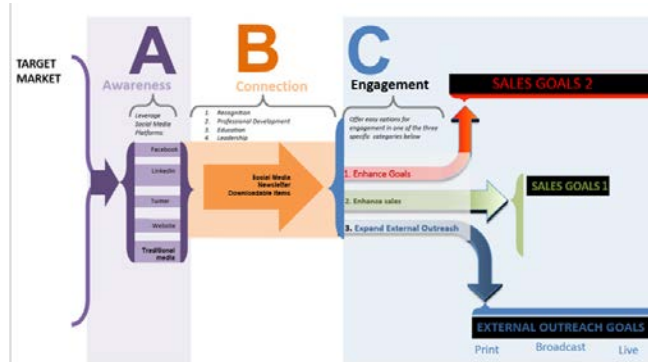 TARGET
MARKET
A
Awareness
Leverage
Social Media
Platforms
Facebook
LinkedIn
Twitter
Website
Traditional
media
B
Connection
1. Recognition
2. Professional Development
3. Education
4. Leadership
Social Media
Newsletter
Downloadable Items
C
Engagement
Offer easy options for
engagement in one of the three
specific categories below
1. Enhance Goals
2. Enhance sales
3. Expand External Outreach
SALES GOALS 2
SALES GOALS 1
EXTERNAL OUTREACH GOALS
Print Broadcast Live